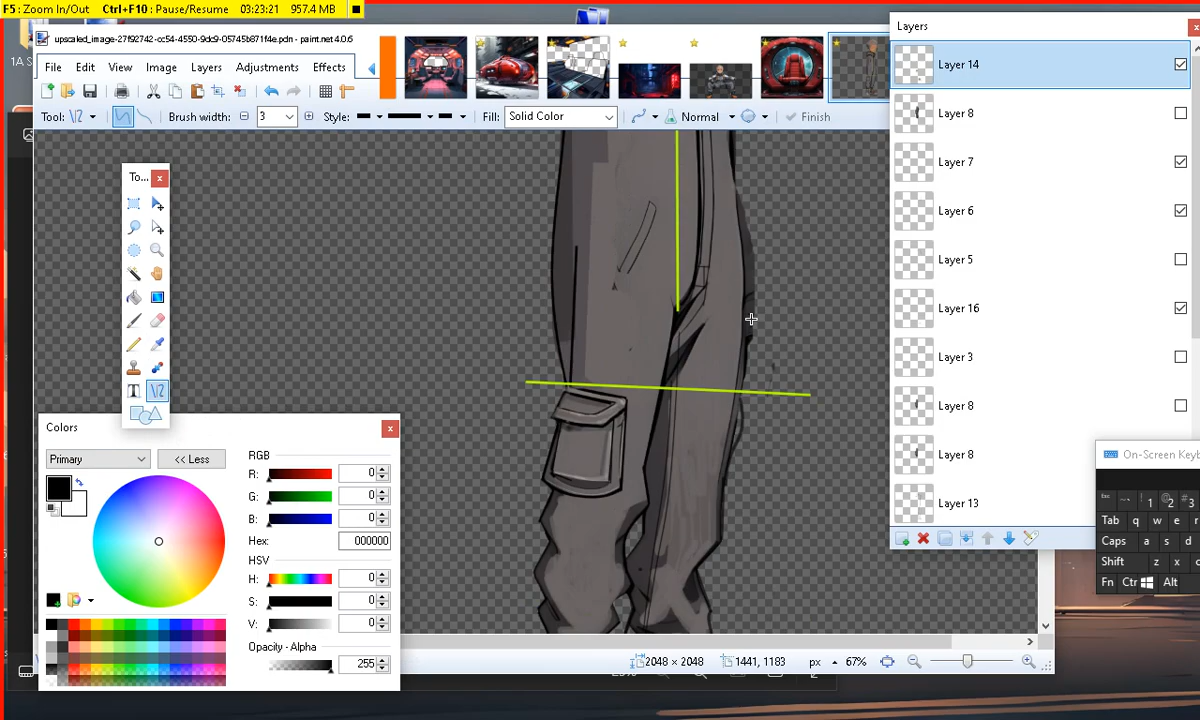 F5: Zoom In/Out Ctrl+F10 : Pause/Resume 03:23:21 957.4 MB
upscaled_image-27f92742-cc54-4550-9dc9-05745b871f4e.pdn - paint.net 4.0.6
File Edit View Image Layers Adjustments Effects
Tool: Brush width: 3 Style: Fill: Solid Color Normal Finish
To...
Colors
Primary << Less
RGB
R: 0
G: 0
B: 0
Hex: 000000
HSV
H: 0
S: 0
V: 0
Opacity - Alpha
255
2048 × 2048 1441, 1183 px 67%
Layers
Layer 14
Layer 8
Layer 7
Layer 6
Layer 5
Layer 16
Layer 3
Layer 8
Layer 8
Layer 13
On-Screen Keyb
Esc ~ ` ! 1 @ 2 # 3
Tab q w e r
Caps a s d
Shift z x c
Fn Ctr Alt